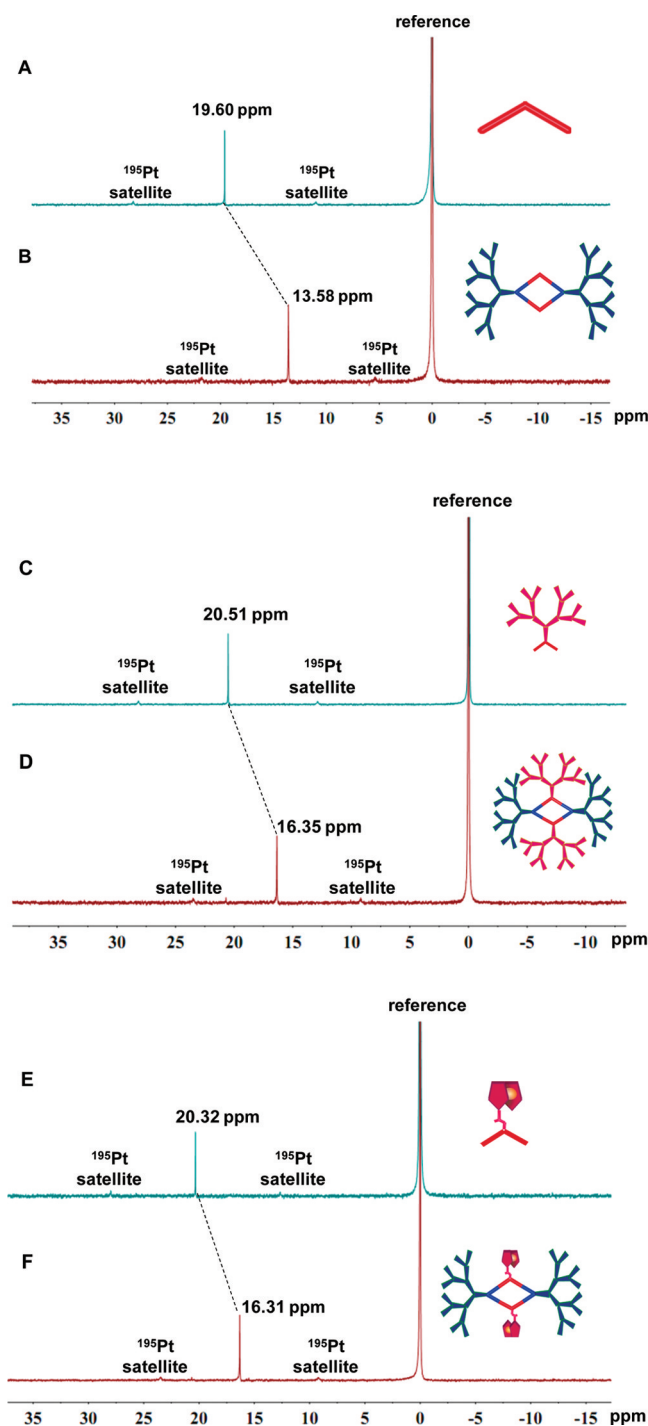 reference
A
19.60 ppm
195Pt
satellite
195Pt
satellite
B
13.58 ppm
195Pt
satellite
195Pt
satellite
35 30 25 20 15 10 5 0 -5 -10 -15 ppm
reference
C
20.51 ppm
195Pt
satellite
195Pt
satellite
D
16.35 ppm
195Pt
satellite
195Pt
satellite
35 30 25 20 15 10 5 0 -5 -10 ppm
reference
E
20.32 ppm
195Pt
satellite
195Pt
satellite
F
16.31 ppm
195Pt
satellite
195Pt
satellite
35 30 25 20 15 10 5 0 -5 -10 -15 ppm